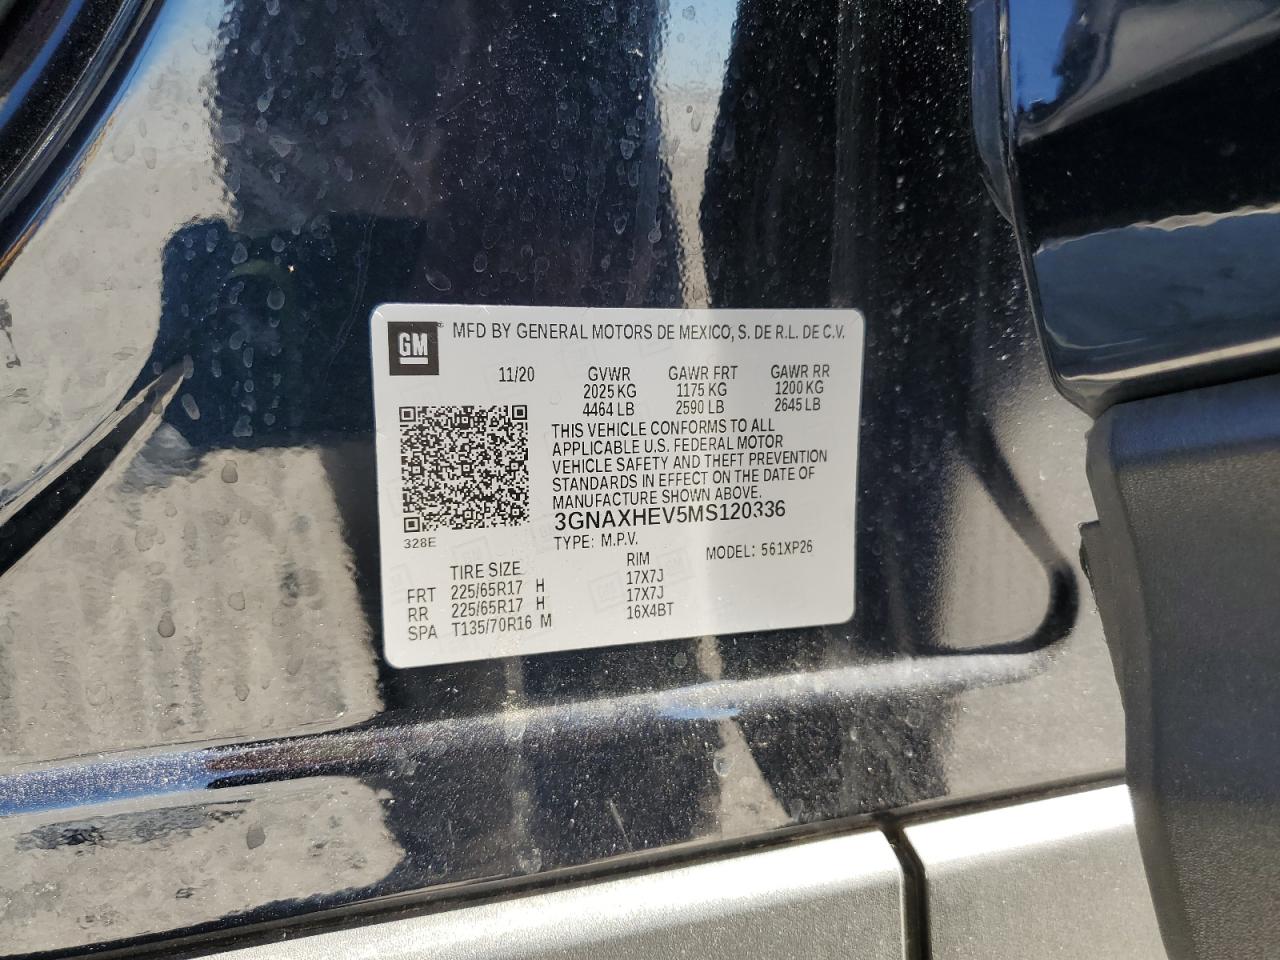 GM
MFD BY GENERAL MOTORS DE MEXICO, S. DE R.L. DE C.V.
11/20 GVWR GAWR FRT GAWR RR
2025 KG 1175 KG 1200 KG
4464 LB 2590 LB 2645 LB
THIS VEHICLE CONFORMS TO ALL
APPLICABLE U.S. FEDERAL MOTOR
VEHICLE SAFETY AND THEFT PREVENTION
STANDARDS IN EFFECT ON THE DATE OF
MANUFACTURE SHOWN ABOVE.
3GNAXHEV5MS120336
328E
TYPE: M.P.V. MODEL: 561XP26
TIRE SIZE RIM
FRT 225/65R17 H 17X7J
RR 225/65R17 H 17X7J
SPA T135/70R16 M 16X4BT